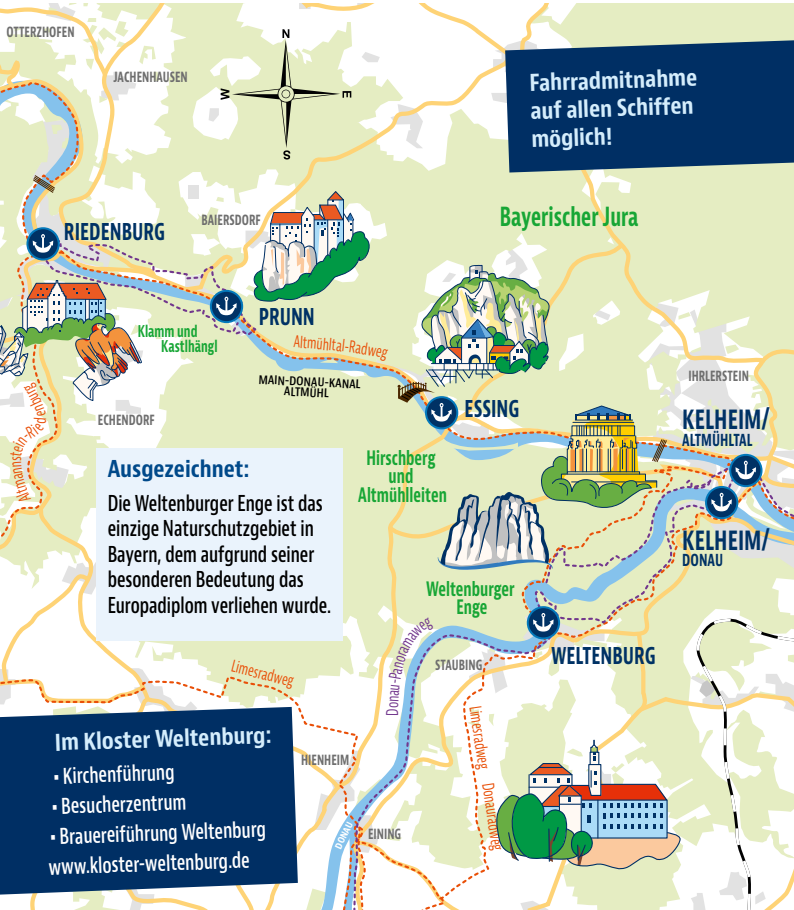 OTTERZHOFEN
JACHENHAUSEN
N
W
E
S
Fahrradmitnahme
auf allen Schiffen
möglich!
BAIERSDORF
RIEDENBURG
Bayerischer Jura
PRUNN
Klamm und
Kastlhängl
Altmühltal-Radweg
MAIN-DONAU-KANAL
ALTMÜHL
IHRLERSTEIN
ESSING
KELHEIM/
ALTMÜHLTAL
ECHENDORF
Altmannstein-Riedenburg
Hirschberg
und
Altmühlleiten
Ausgezeichnet:
Die Weltenburger Enge ist das
einzige Naturschutzgebiet in
Bayern, dem aufgrund seiner
besonderen Bedeutung das
Europadiplom verliehen wurde.
KELHEIM/
DONAU
Weltenburger
Enge
WELTENBURG
Donau-Panoramaweg
STAUBING
Limesradweg
Limesradweg
Donauradweg
Im Kloster Weltenburg:
▪ Kirchenführung
▪ Besucherzentrum
▪ Brauereiführung Weltenburg
www.kloster-weltenburg.de
HIENHEIM
DONAU
EINING